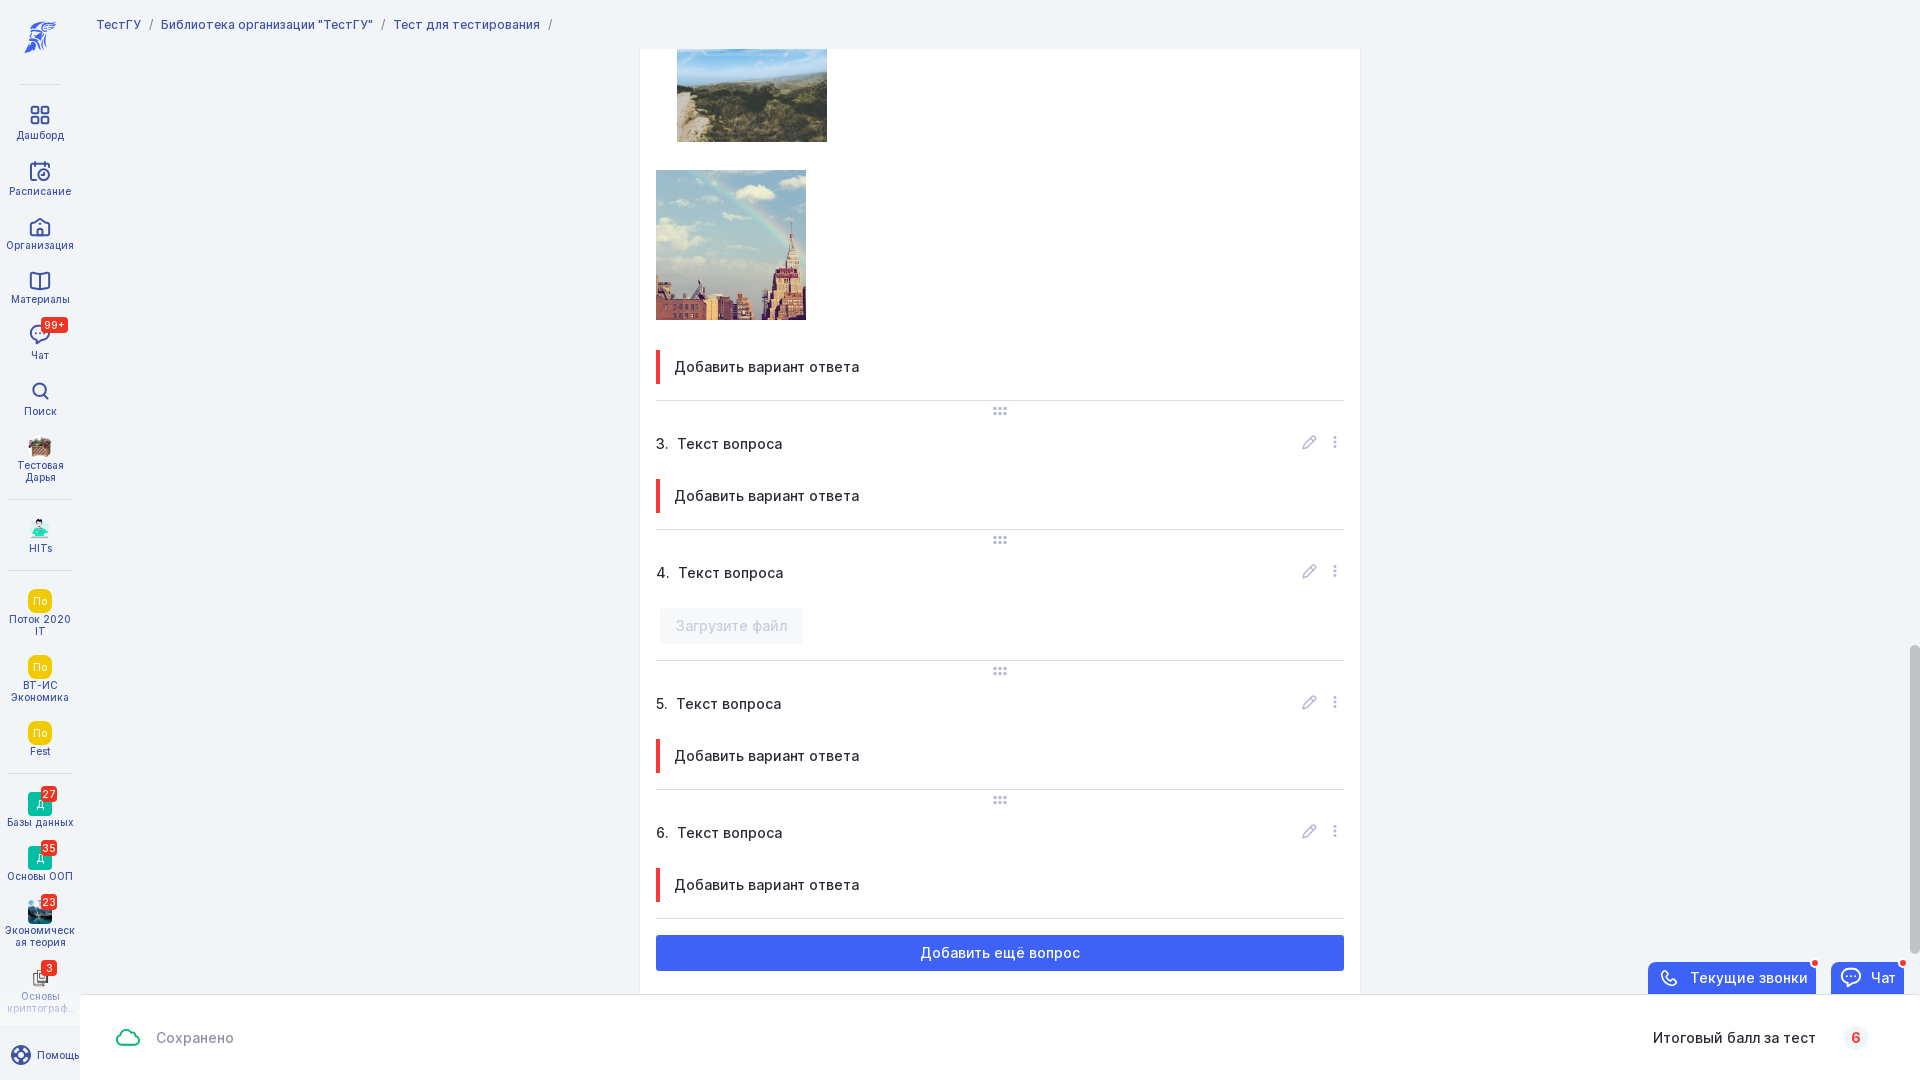 ТестГУ / Библиотека организации "ТестГУ" / Тест для тестирования /
Дашборд
Расписание
Организация
Материалы
99+
Чат
Поиск
Тестовая
Дарья
HITs
По
Поток 2020
IT
По
ВТ-ИС
Экономика
По
Fest
27
Д
Базы данных
35
Д
Основы ООП
23
Экономическ
ая теория
3
Основы
криптограф...
Помощь
Добавить вариант ответа
3. Текст вопроса
Добавить вариант ответа
4. Текст вопроса
Загрузите файл
5. Текст вопроса
Добавить вариант ответа
6. Текст вопроса
Добавить вариант ответа
Добавить ещё вопрос
Текущие звонки
Чат
Сохранено
Итоговый балл за тест 6